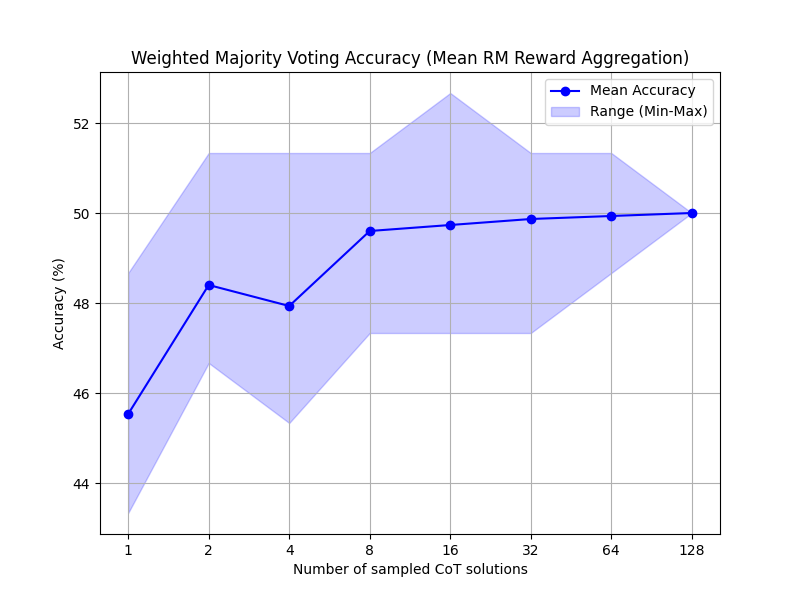 Weighted Majority Voting Accuracy (Mean RM Reward Aggregation)
Mean Accuracy
Range (Min-Max)
Accuracy (%)
52
50
48
46
44
1 2 4 8 16 32 64 128
Number of sampled CoT solutions